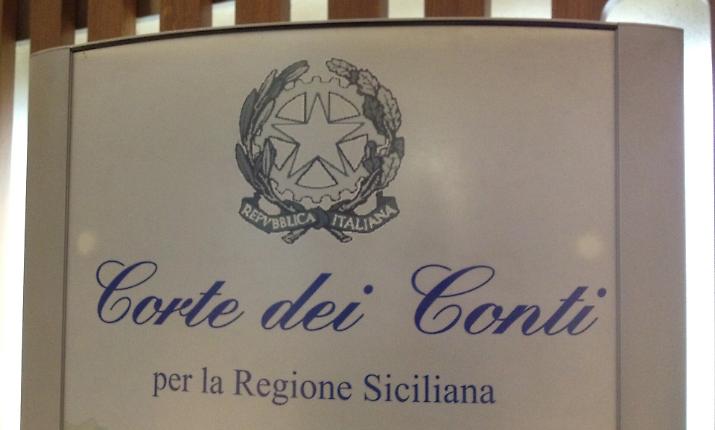 REPVBBLICA ITALIANA
Corte dei Conti
per la Regione Siciliana